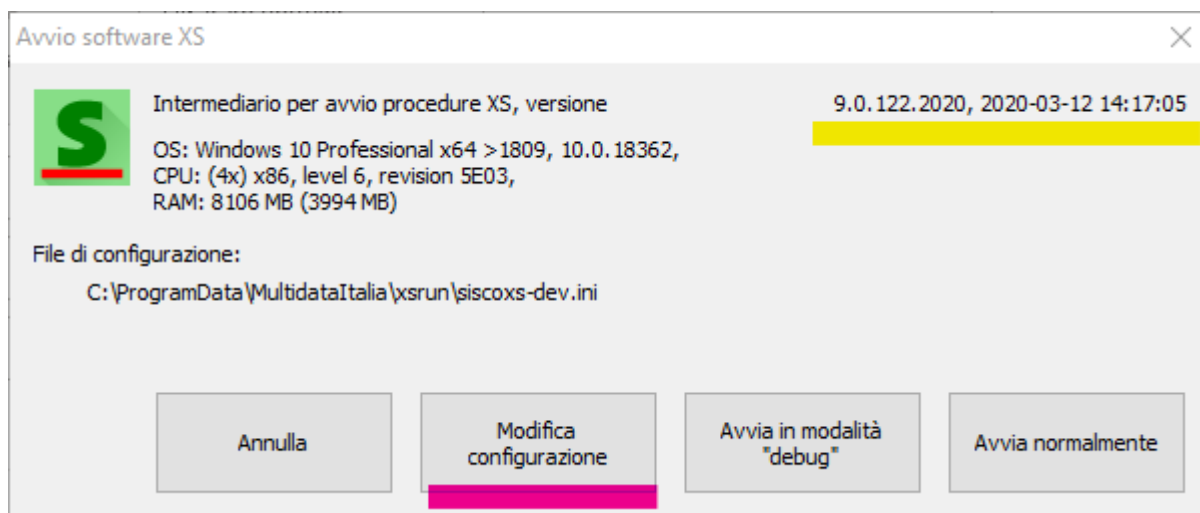 Avvio software XS
S
Intermediario per avvio procedure XS, versione 9.0.122.2020, 2020-03-12 14:17:05
OS: Windows 10 Professional x64 >1809, 10.0.18362,
CPU: (4x) x86, level 6, revision 5E03,
RAM: 8106 MB (3994 MB)
File di configurazione:
C:\ProgramData\MultidataItalia\xsrun\siscoxs-dev.ini
Annulla
Modifica
configurazione
Avvia in modalità
"debug"
Avvia normalmente